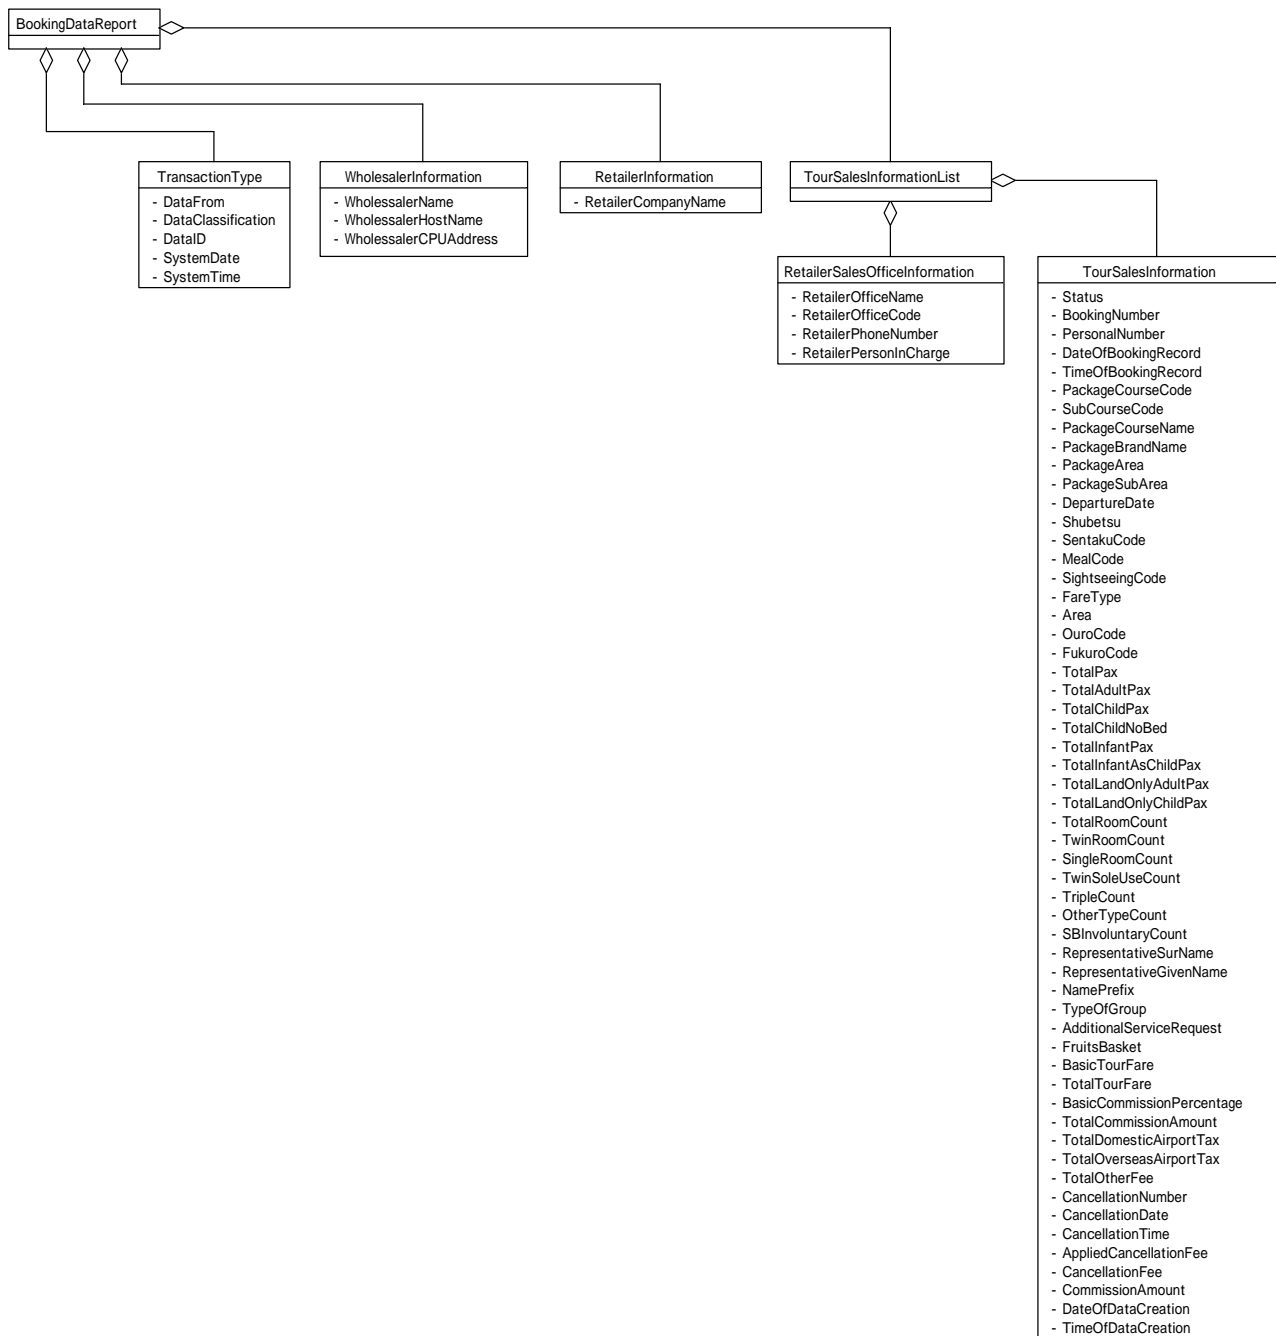 BookingDataReport
TransactionType
- DataFrom
- DataClassification
- DataID
- SystemDate
- SystemTime
WholesalerInformation
- WholessalerName
- WholessalerHostName
- WholessalerCPUAddress
RetailerInformation
- RetailerCompanyName
TourSalesInformationList
RetailerSalesOfficeInformation
- RetailerOfficeName
- RetailerOfficeCode
- RetailerPhoneNumber
- RetailerPersonInCharge
TourSalesInformation
- Status
- BookingNumber
- PersonalNumber
- DateOfBookingRecord
- TimeOfBookingRecord
- PackageCourseCode
- SubCourseCode
- PackageCourseName
- PackageBrandName
- PackageArea
- PackageSubArea
- DepartureDate
- Shubetsu
- SentakuCode
- MealCode
- SightseeingCode
- FareType
- Area
- OuroCode
- FukuroCode
- TotalPax
- TotalAdultPax
- TotalChildPax
- TotalChildNoBed
- TotalInfantPax
- TotalInfantAsChildPax
- TotalLandOnlyAdultPax
- TotalLandOnlyChildPax
- TotalRoomCount
- TwinRoomCount
- SingleRoomCount
- TwinSoleUseCount
- TripleCount
- OtherTypeCount
- SBInvoluntaryCount
- RepresentativeSurName
- RepresentativeGivenName
- NamePrefix
- TypeOfGroup
- AdditionalServiceRequest
- FruitsBasket
- BasicTourFare
- TotalTourFare
- BasicCommissionPercentage
- TotalCommissionAmount
- TotalDomesticAirportTax
- TotalOverseasAirportTax
- TotalOtherFee
- CancellationNumber
- CancellationDate
- CancellationTime
- AppliedCancellationFee
- CancellationFee
- CommissionAmount
- DateOfDataCreation
- TimeOfDataCreation